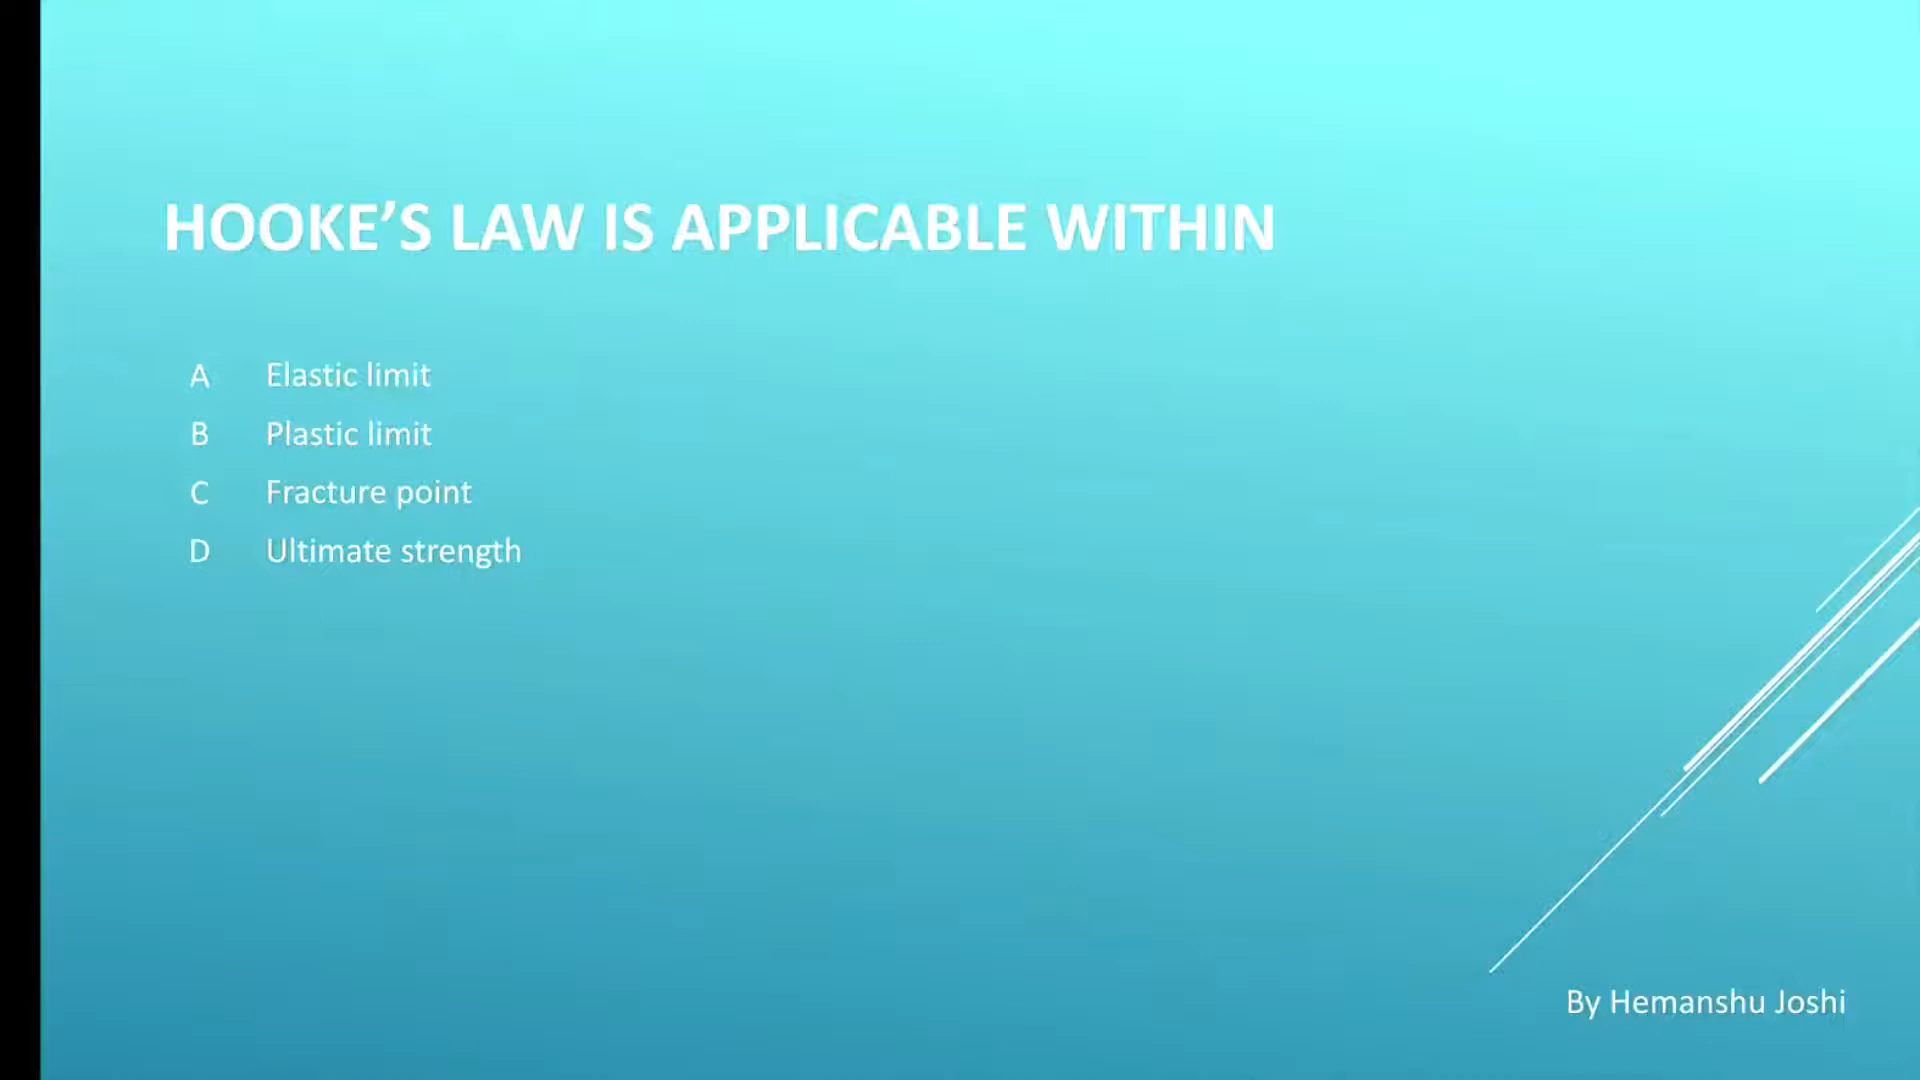 HOOKE’S LAW IS APPLICABLE WITHIN
A Elastic limit
B Plastic limit
C Fracture point
D Ultimate strength
By Hemanshu Joshi